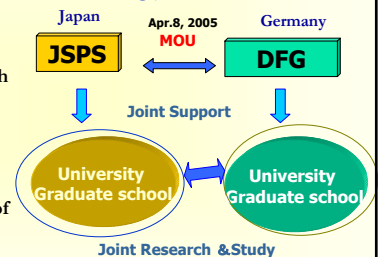 Japan Apr.8, 2005 Germany
MOU
JSPS DFG
h
Joint Support
University University
Graduate school Graduate school
of
Joint Research &Study